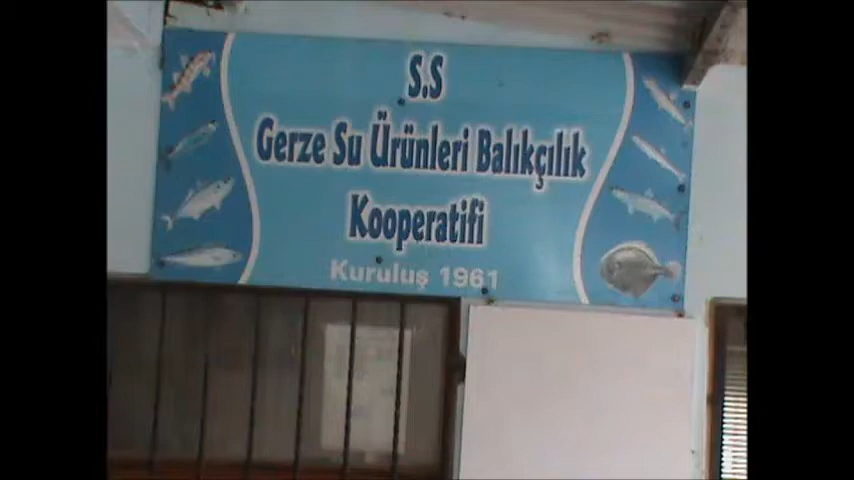 S.S
Gerze Su Ürünleri Balıkçılık
Kooperatifi
Kuruluş 1961